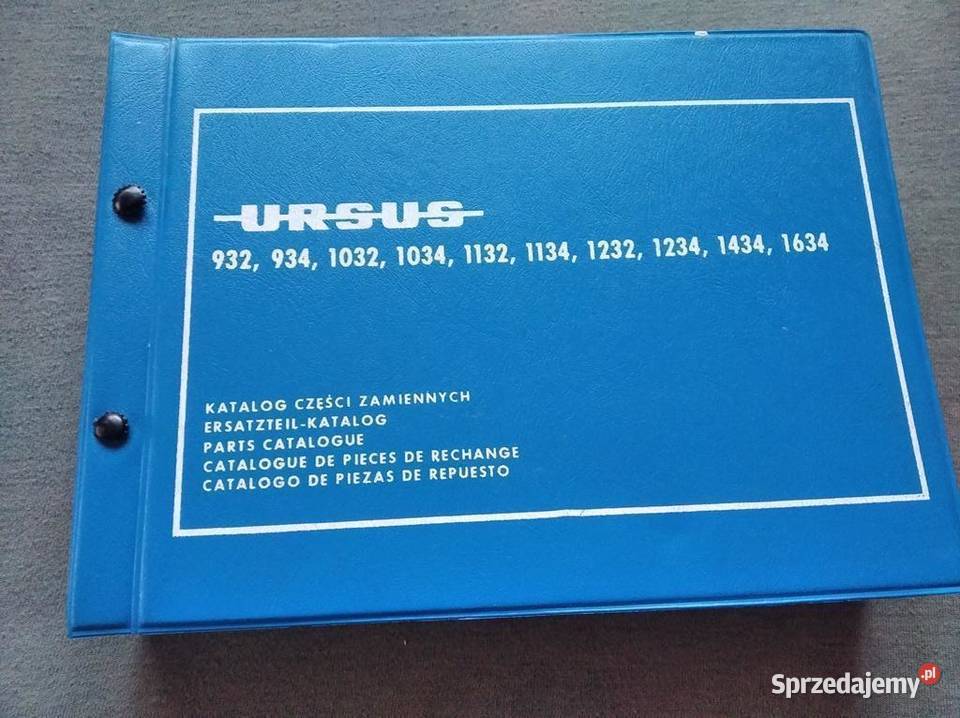 URSUS
932, 934, 1032, 1034, 1132, 1134, 1232, 1234, 1434, 1634
KATALOG CZĘŚCI ZAMIENNYCH
ERSATZTEIL-KATALOG
PARTS CATALOGUE
CATALOGUE DE PIECES DE RECHANGE
CATALOGO DE PIEZAS DE REPUESTO
Sprzedajemy.pl